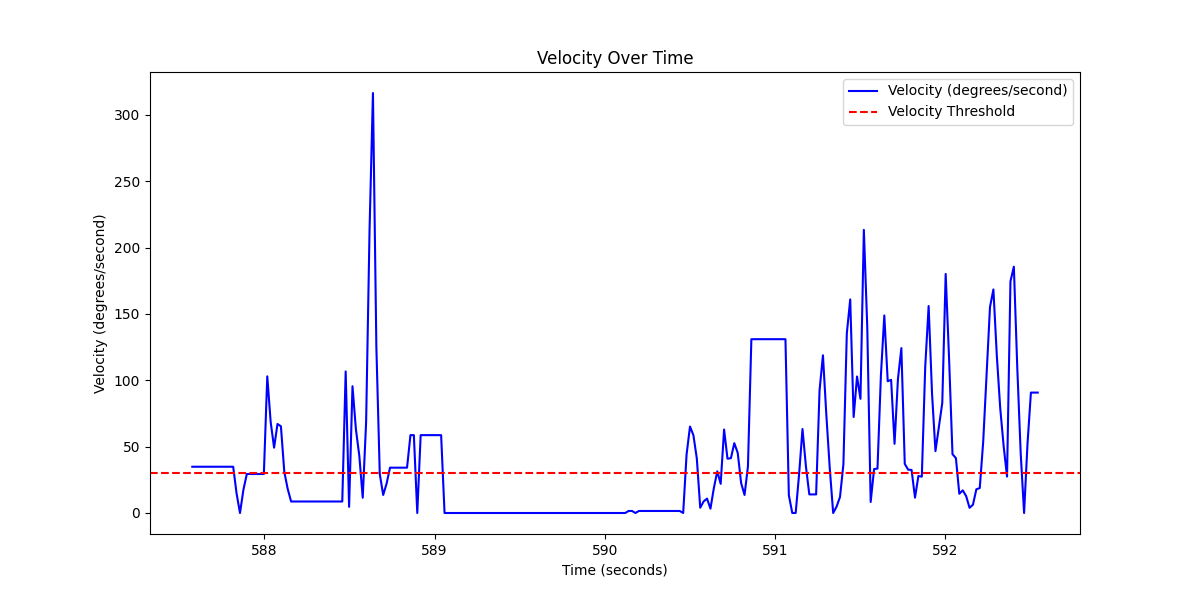 Velocity Over Time
Velocity (degrees/second)
Velocity Threshold
300
250
200
150
100
50
0
Velocity (degrees/second)
588
589
590
591
592
Time (seconds)